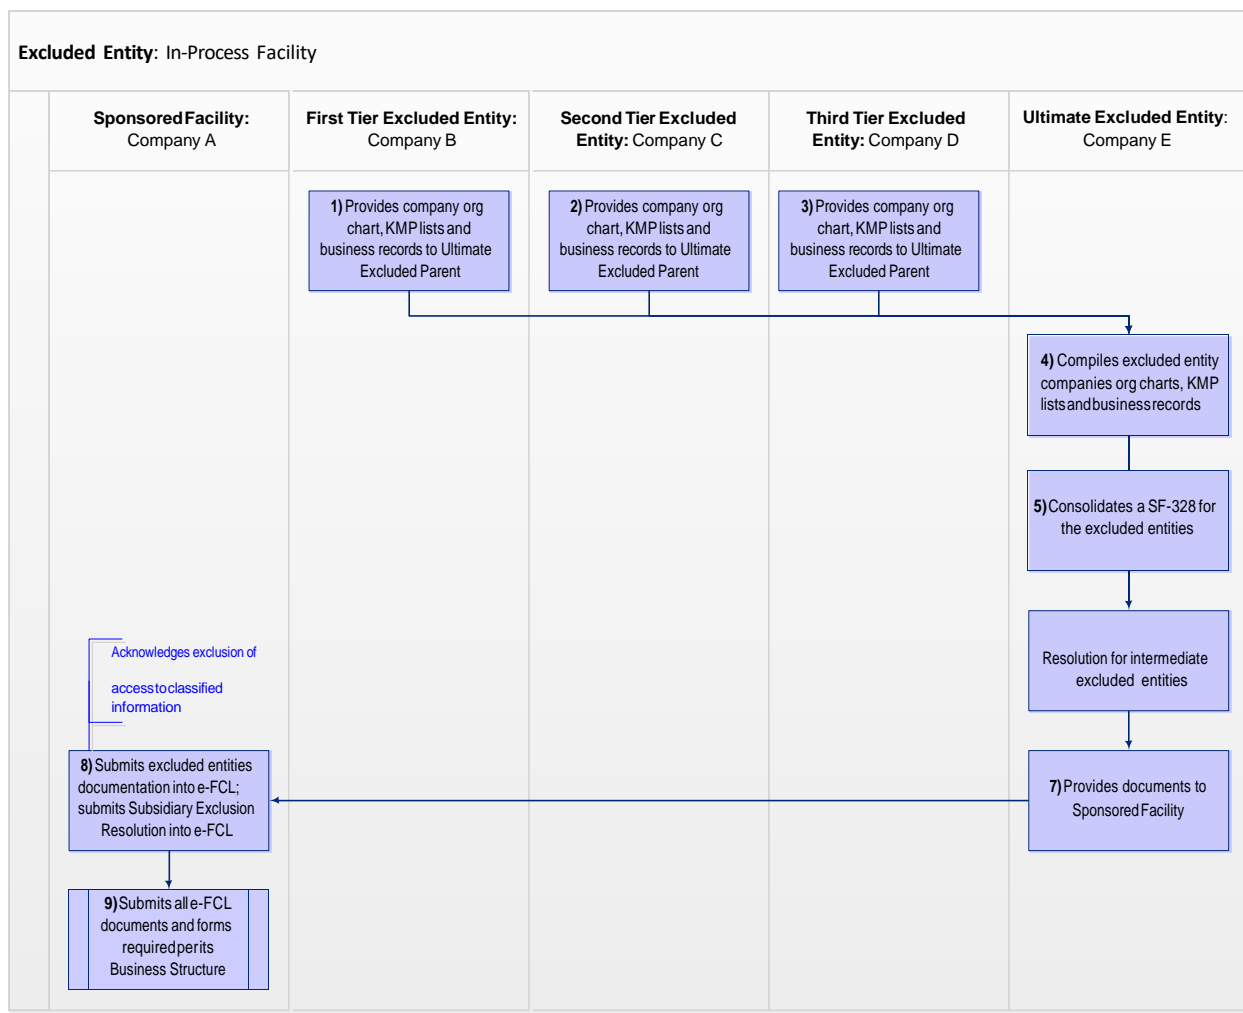 Excluded Entity: In-Process Facility
Sponsored Facility:
Company A
First Tier Excluded Entity:
Company B
Second Tier Excluded
Entity: Company C
Third Tier Excluded
Entity: Company D
Ultimate Excluded Entity:
Company E
1) Provides company org
chart, KMP lists and
business records to Ultimate
Excluded Parent
2) Provides company org
chart, KMP lists and
business records to Ultimate
Excluded Parent
3) Provides company org
chart, KMP lists and
business records to Ultimate
Excluded Parent
4) Compiles excluded entity
companies org charts, KMP
lists and business records
5) Consolidates a SF-328 for
the excluded entities
Resolution for intermediate
excluded entities
7) Provides documents to
Sponsored Facility
Acknowledges exclusion of
access to classified
information
8) Submits excluded entities
documentation into e-FCL;
submits Subsidiary Exclusion
Resolution into e-FCL
9) Submits all e-FCL
documents and forms
required per its
Business Structure